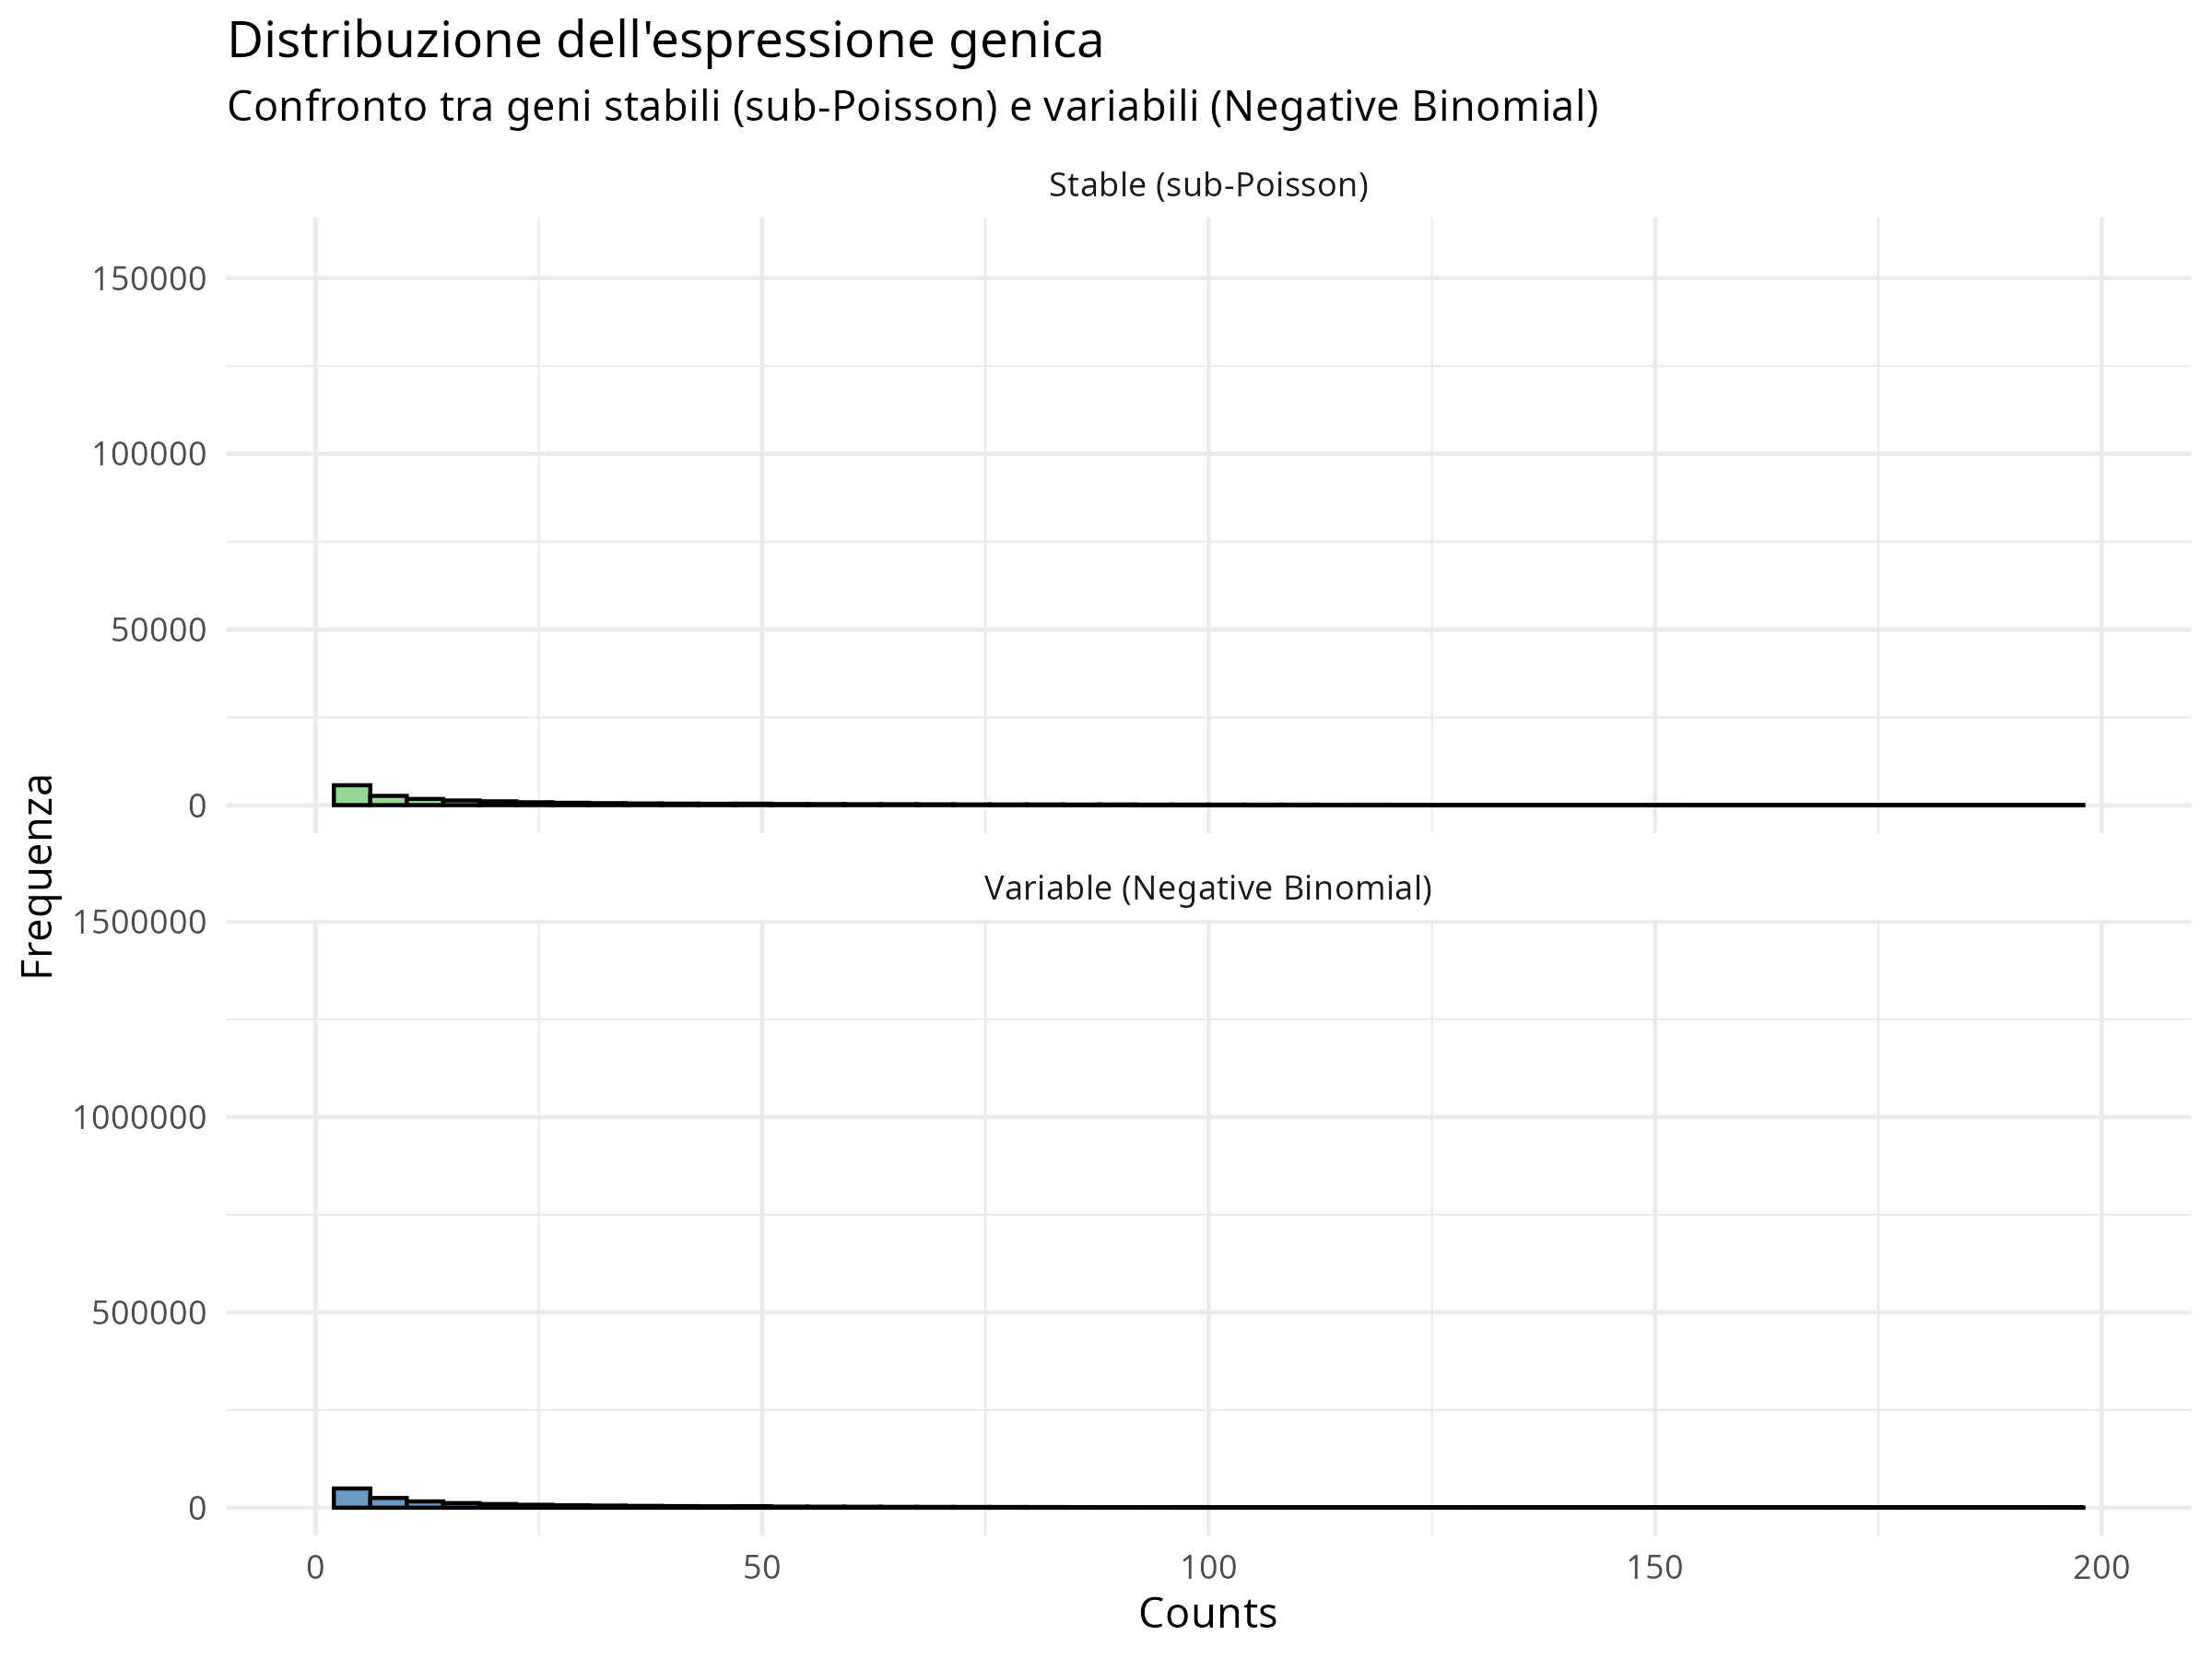 Distribuzione dell'espressione genica
Confronto tra geni stabili (sub-Poisson) e variabili (Negative Binomial)
Stable (sub-Poisson)
150000
100000
50000
0
Frequenza
Variable (Negative Binomial)
1500000
1000000
500000
0
0 50 100 150 200
Counts